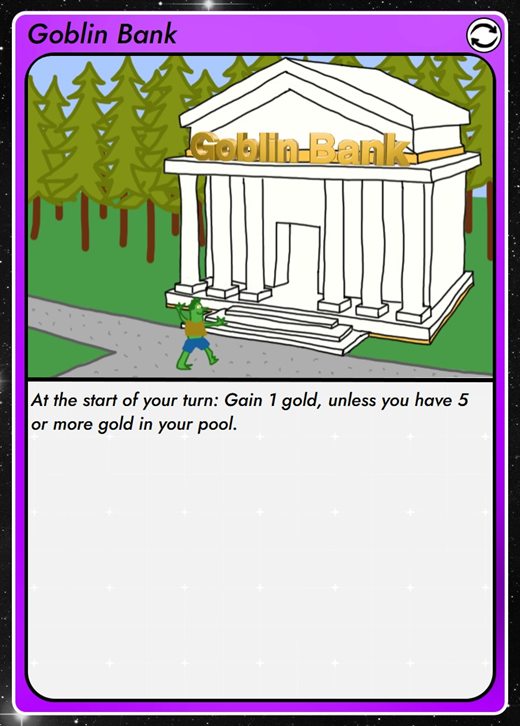 Goblin Bank
Goblin Bank
At the start of your turn: Gain 1 gold, unless you have 5
or more gold in your pool.